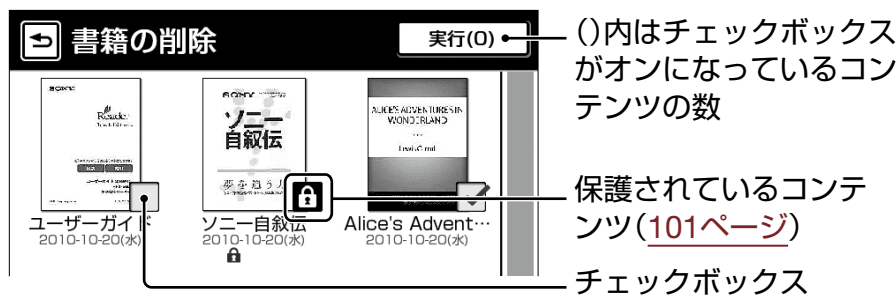 書籍の削除
実行(0)
()内はチェックボックス
がオンになっているコン
テンツの数
Reader
ソニー
自叙伝
ALICE'S ADVENTURES IN
WONDERLAND
Lewis Carroll
保護されているコンテ
ンツ(101ページ)
ユーザーガイド
2010-10-20(水)
ソニー自叙伝
2010-10-20(水)
Alice's Advent…
2010-10-20(水)
チェックボックス